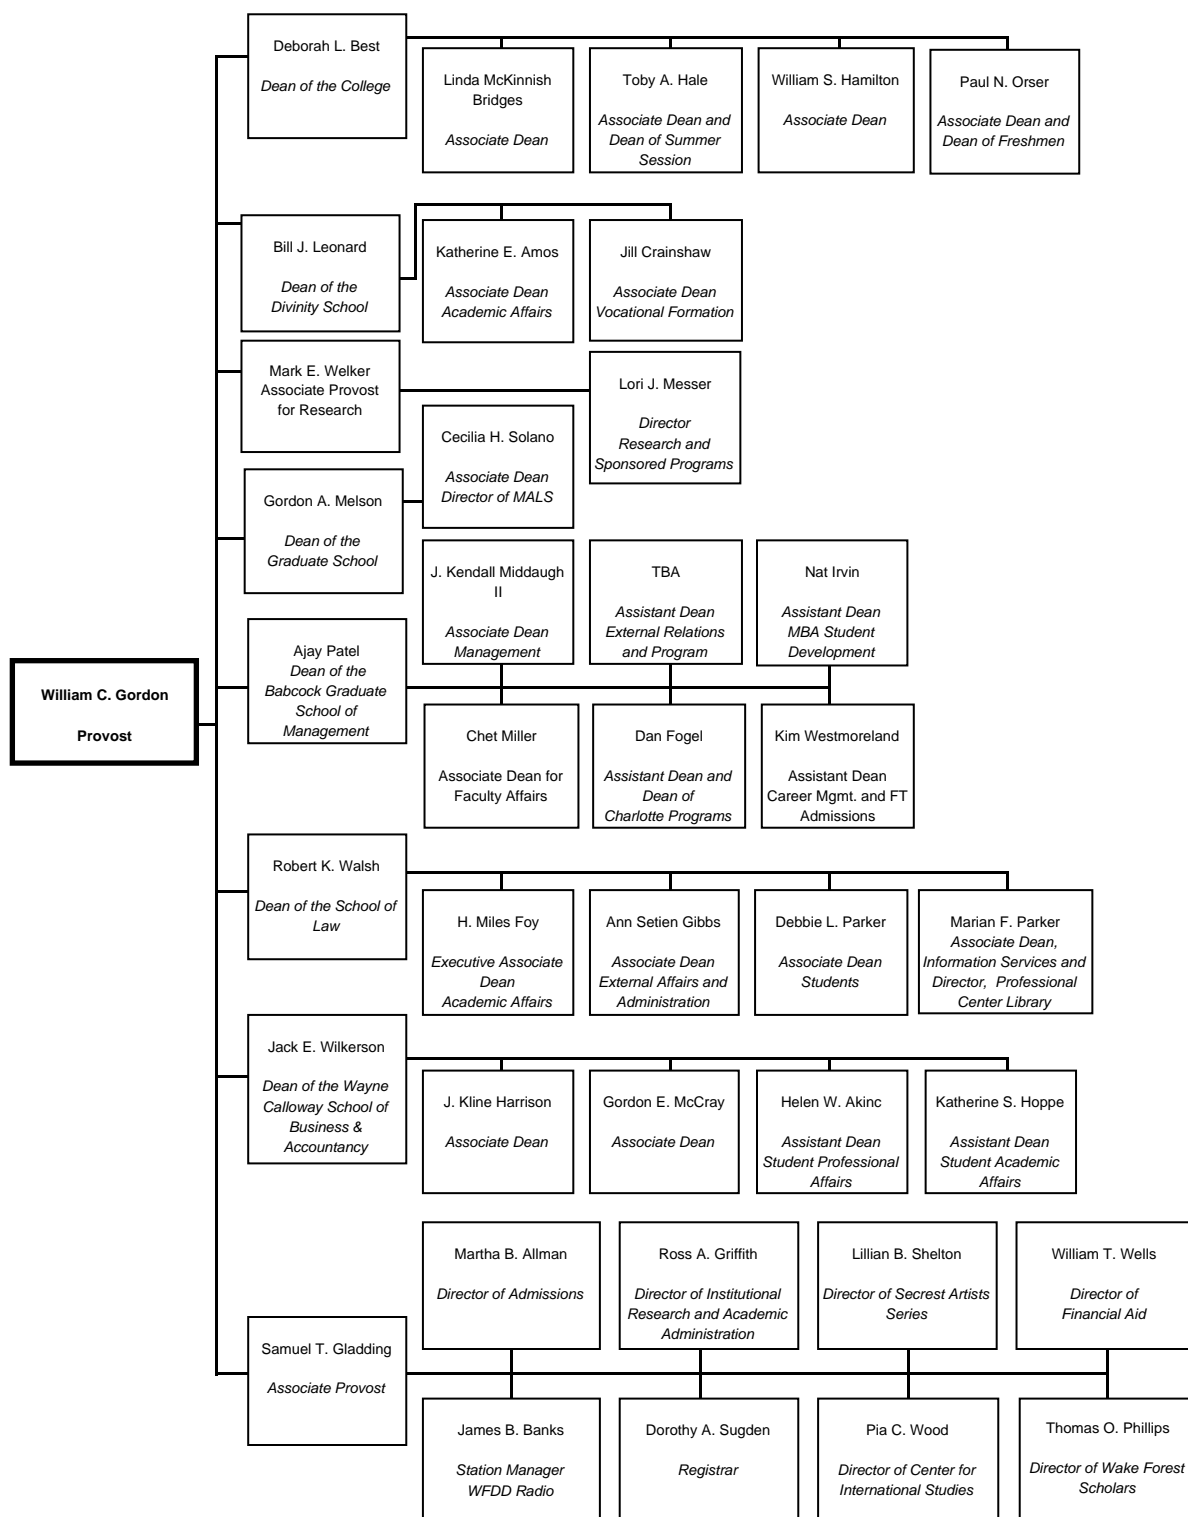 Deborah L. Best
Dean of the College
Linda McKinnish
Bridges
Associate Dean
Toby A. Hale
Associate Dean and
Dean of Summer
Session
William S. Hamilton
Associate Dean
Paul N. Orser
Associate Dean and
Dean of Freshmen
Bill J. Leonard
Dean of the
Divinity School
Katherine E. Amos
Associate Dean
Academic Affairs
Jill Crainshaw
Associate Dean
Vocational Formation
Mark E. Welker
Associate Provost
for Research
Lori J. Messer
Director
Research and
Sponsored Programs
Cecilia H. Solano
Associate Dean
Director of MALS
Gordon A. Melson
Dean of the
Graduate School
J. Kendall Middaugh
II
Associate Dean
Management
TBA
Assistant Dean
External Relations
and Program
Nat Irvin
Assistant Dean
MBA Student
Development
Ajay Patel
Dean of the
Babcock Graduate
School of
Management
William C. Gordon
Provost
Chet Miller
Associate Dean for
Faculty Affairs
Dan Fogel
Assistant Dean and
Dean of
Charlotte Programs
Kim Westmoreland
Assistant Dean
Career Mgmt. and FT
Admissions
Robert K. Walsh
Dean of the School of
Law
H. Miles Foy
Executive Associate
Dean
Academic Affairs
Ann Setien Gibbs
Associate Dean
External Affairs and
Administration
Debbie L. Parker
Associate Dean
Students
Marian F. Parker
Associate Dean,
Information Services and
Director, Professional
Center Library
Jack E. Wilkerson
Dean of the Wayne
Calloway School of
Business &
Accountancy
J. Kline Harrison
Associate Dean
Gordon E. McCray
Associate Dean
Helen W. Akinc
Assistant Dean
Student Professional
Affairs
Katherine S. Hoppe
Assistant Dean
Student Academic
Affairs
Martha B. Allman
Director of Admissions
Ross A. Griffith
Director of Institutional
Research and Academic
Administration
Lillian B. Shelton
Director of Secrest Artists
Series
William T. Wells
Director of
Financial Aid
Samuel T. Gladding
Associate Provost
James B. Banks
Station Manager
WFDD Radio
Dorothy A. Sugden
Registrar
Pia C. Wood
Director of Center for
International Studies
Thomas O. Phillips
Director of Wake Forest
Scholars